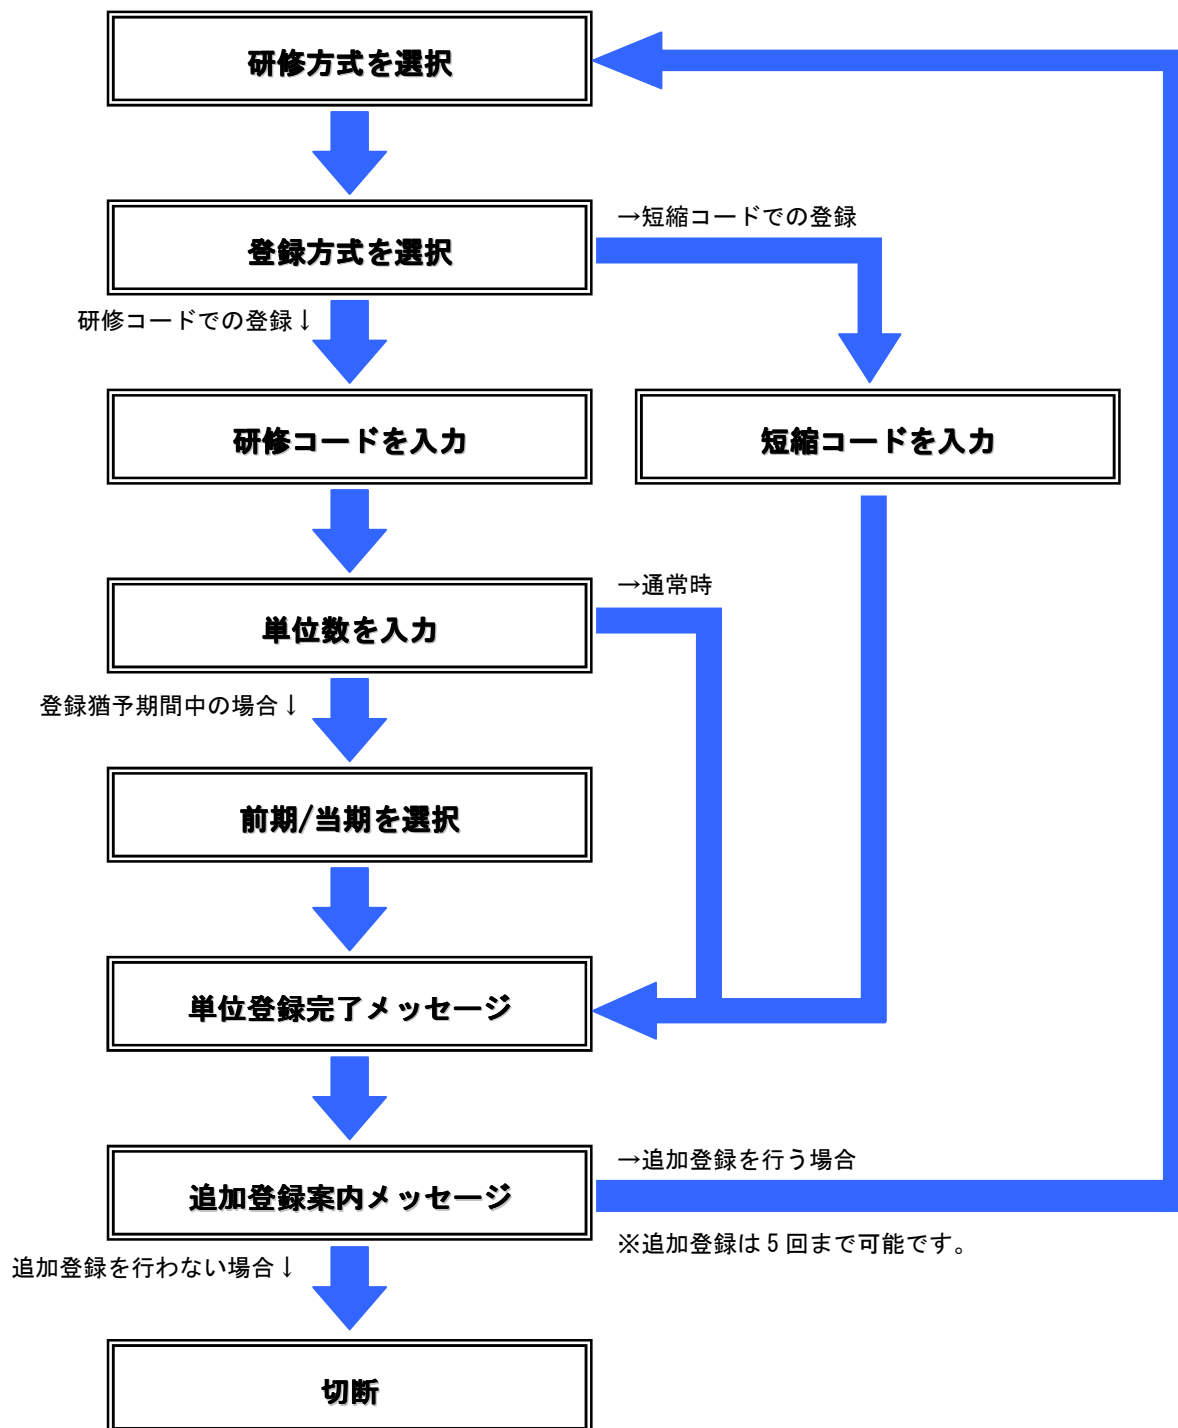 研修方式を選択
→短縮コードでの登録
登録方式を選択
研修コードでの登録↓
研修コードを入力
短縮コードを入力
→通常時
単位数を入力
登録猶予期間中の場合↓
前期/当期を選択
単位登録完了メッセージ
→追加登録を行う場合
追加登録案内メッセージ
※追加登録は5回まで可能です。
追加登録を行わない場合↓
切断